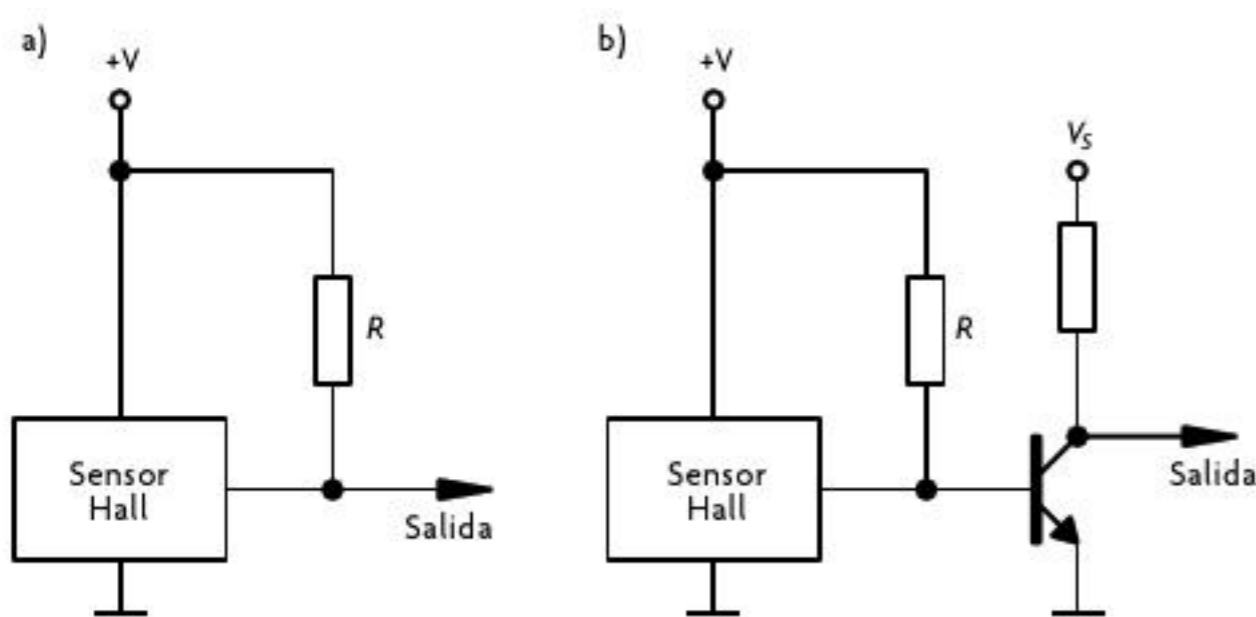 a)
+V
R
Sensor
Hall
Salida
b)
+V
V_S
R
Sensor
Hall
Salida